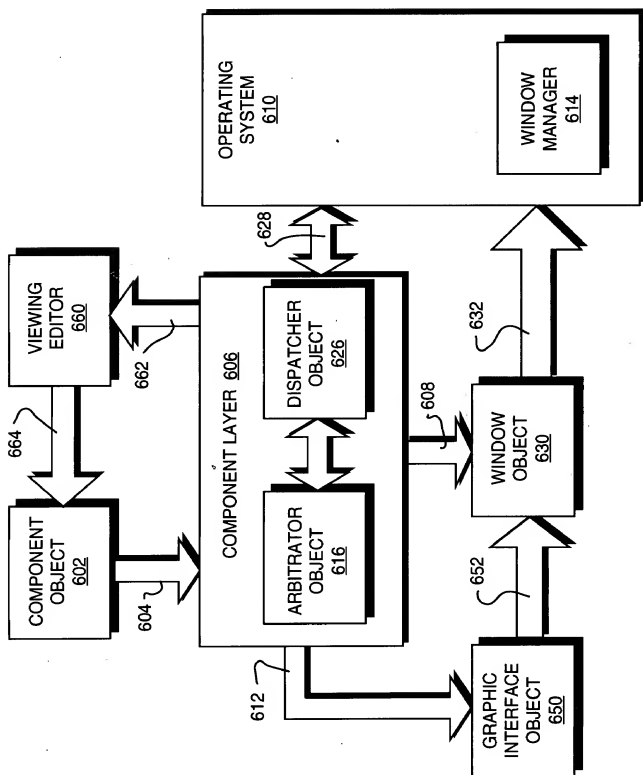 COMPONENT
OBJECT
602
664
VIEWING
EDITOR
660
604
662
COMPONENT LAYER 606
ARBITRATOR
OBJECT
616
DISPATCHER
OBJECT
626
628
OPERATING
SYSTEM
610
WINDOW
MANAGER
614
612
608
GRAPHIC
INTERFACE
OBJECT
650
652
WINDOW
OBJECT
630
632